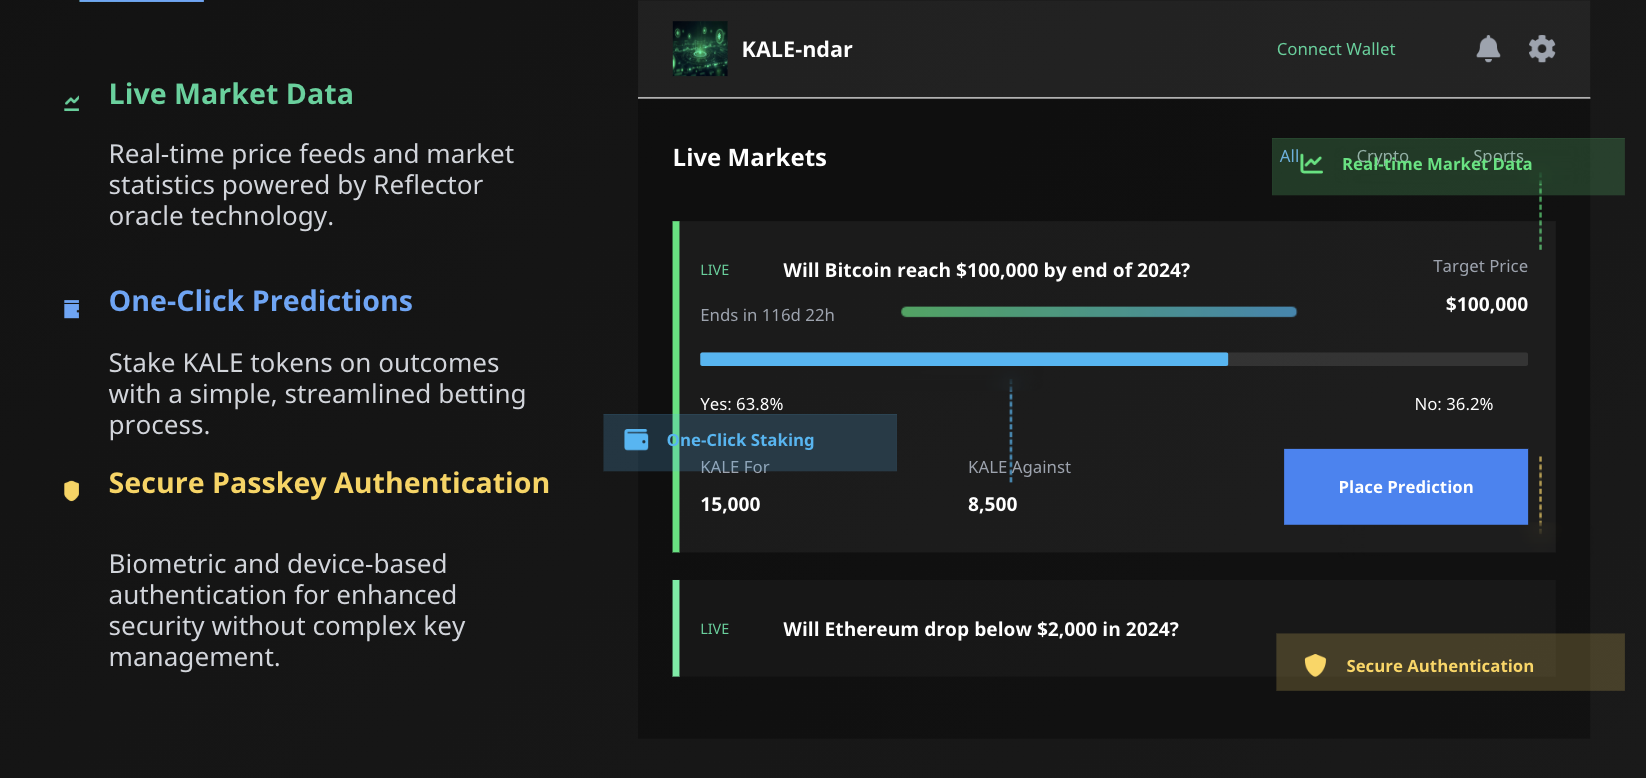 Live Market Data
Real-time price feeds and market
statistics powered by Reflector
oracle technology.
One-Click Predictions
Stake KALE tokens on outcomes
with a simple, streamlined betting
process.
Secure Passkey Authentication
Biometric and device-based
authentication for enhanced
security without complex key
management.
KALE-ndar
Connect Wallet
Live Markets
All Crypto Sports
Real-time Market Data
LIVE Will Bitcoin reach $100,000 by end of 2024?
Target Price
Ends in 116d 22h
$100,000
Yes: 63.8%
No: 36.2%
One-Click Staking
KALE For
KALE Against
15,000
8,500
Place Prediction
LIVE Will Ethereum drop below $2,000 in 2024?
Secure Authentication